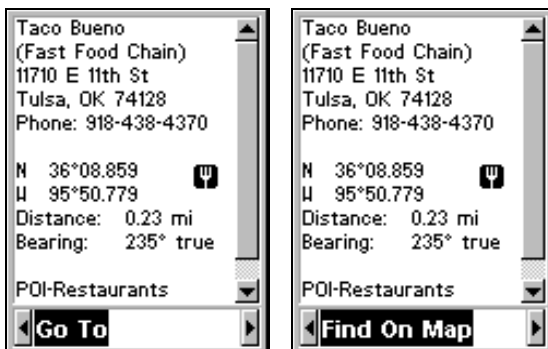 Taco Bueno
(Fast Food Chain)
11710 E 11th St
Tulsa, OK 74128
Phone: 918-438-4370
N 36°08.859
W 95°50.779
Distance: 0.23 mi
Bearing: 235° true
POI-Restaurants
Go To
Taco Bueno
(Fast Food Chain)
11710 E 11th St
Tulsa, OK 74128
Phone: 918-438-4370
N 36°08.859
W 95°50.779
Distance: 0.23 mi
Bearing: 235° true
POI-Restaurants
Find On Map